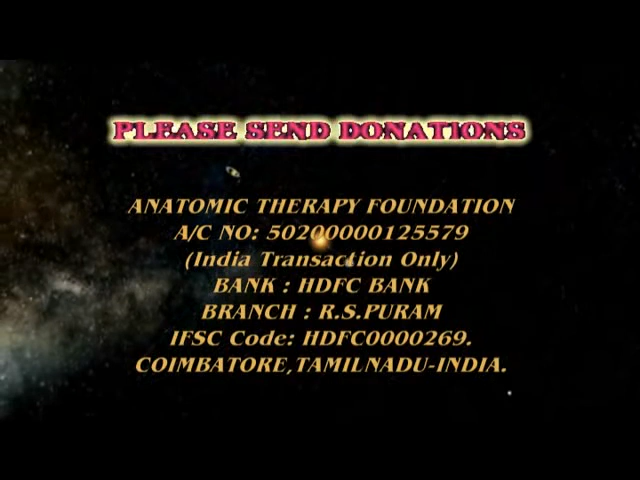 PLEASE SEND DONATIONS
ANATOMIC THERAPY FOUNDATION
A/C NO: 50200000125579
(India Transaction Only)
BANK : HDFC BANK
BRANCH : R.S.PURAM
IFSC Code: HDFC0000269.
COIMBATORE,TAMILNADU-INDIA.